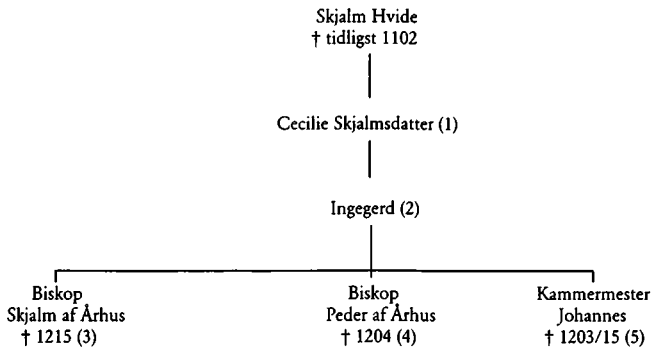 Skjalm Hvide
† tidligst 1102
Cecilie Skjalmsdatter (1)
Ingegerd (2)
Biskop
Skjalm af Århus
† 1215 (3)
Biskop
Peder af Århus
† 1204 (4)
Kammermester
Johannes
† 1203/15 (5)